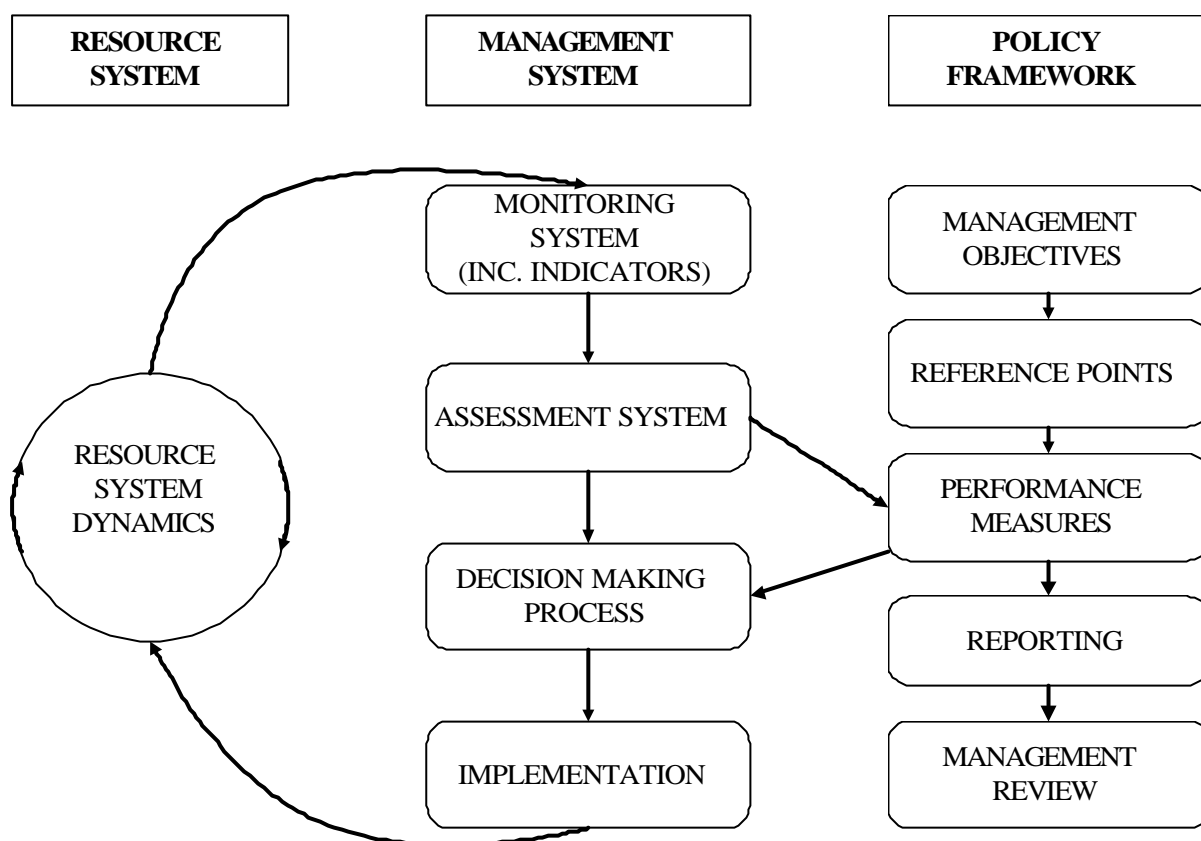 RESOURCE
SYSTEM
MANAGEMENT
SYSTEM
POLICY
FRAMEWORK
MONITORING
SYSTEM
(INC. INDICATORS)
MANAGEMENT
OBJECTIVES
REFERENCE POINTS
ASSESSMENT SYSTEM
RESOURCE
SYSTEM
DYNAMICS
PERFORMANCE
MEASURES
DECISION MAKING
PROCESS
REPORTING
IMPLEMENTATION
MANAGEMENT
REVIEW